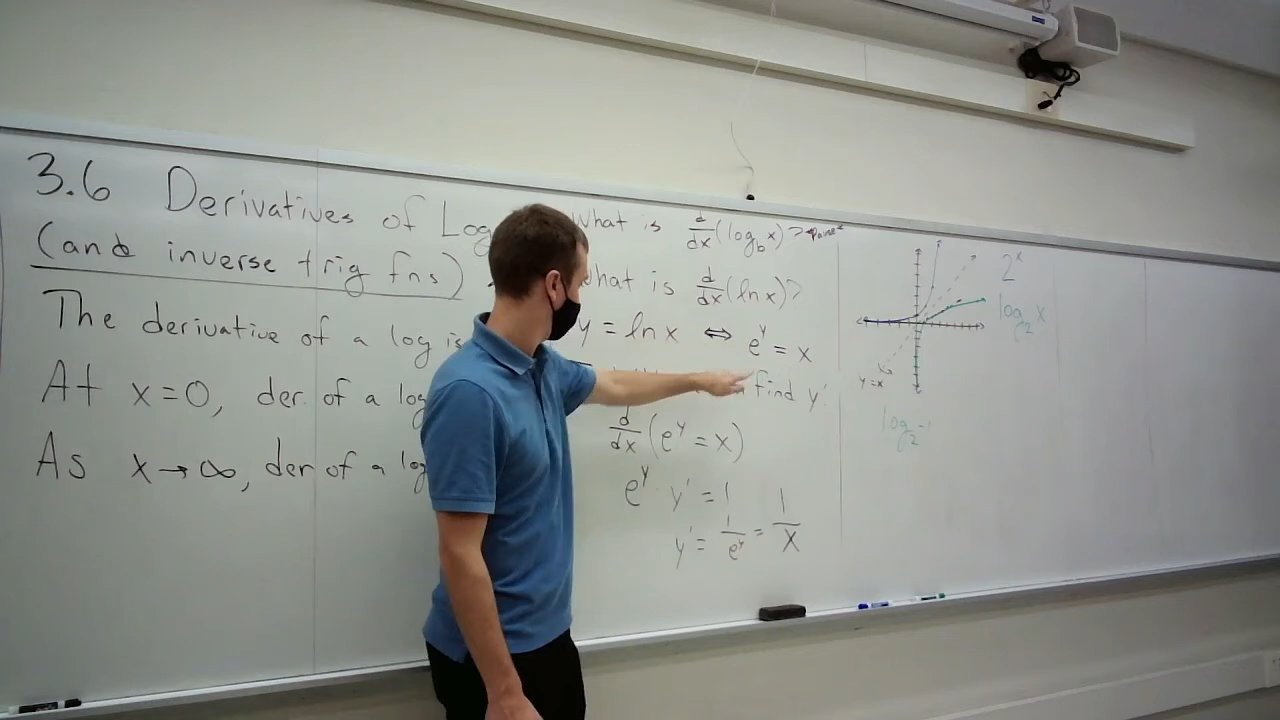 3.6 Derivatives of Log
(and inverse trig fns)
The derivative of a log is
At x=0, der of a log
As x→∞, der of a log
What is d/dx (log_b x)?
What is d/dx (ln x)?
y = ln x ⇔ e^y = x
find y'.
d/dx (e^y = x)
e^y · y' = 1
y' = 1/e^y = 1/x
2^x
log_2 x
y=x
log_2